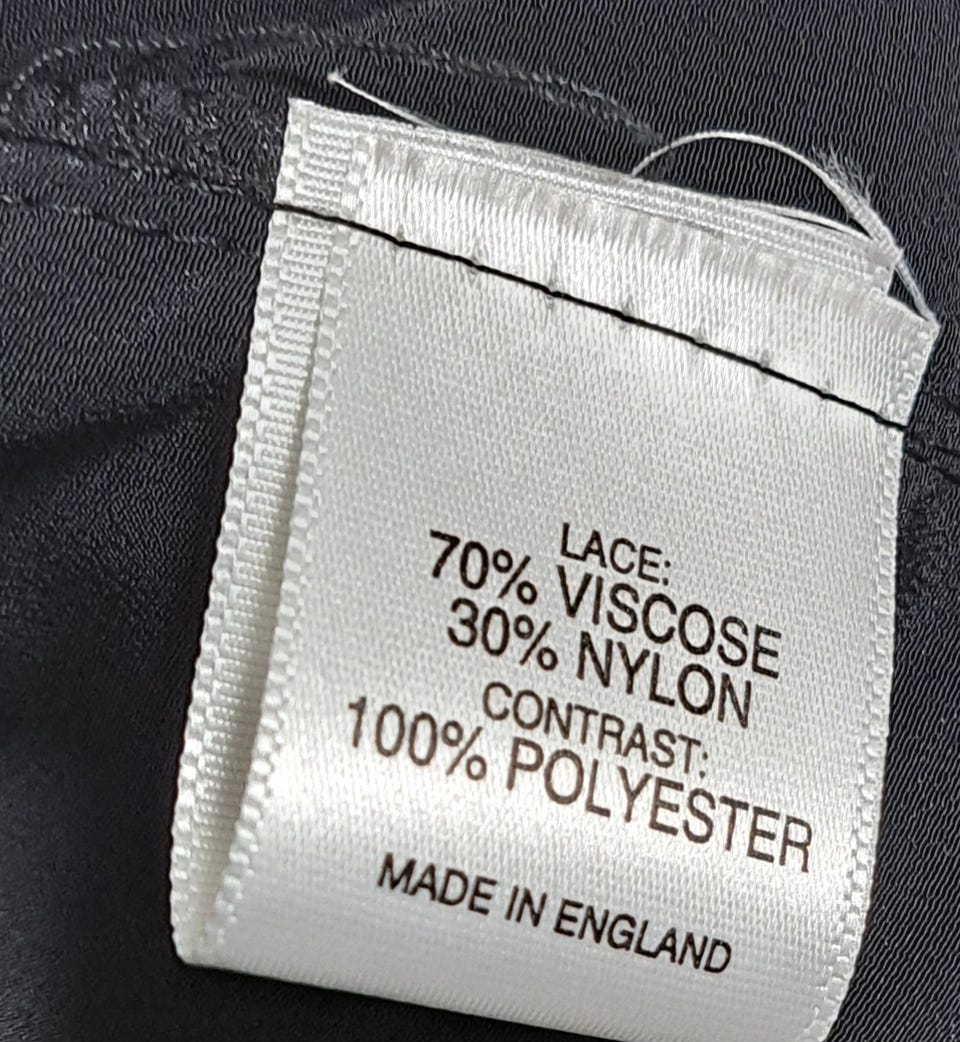 LACE:
70% VISCOSE
30% NYLON
CONTRAST:
100% POLYESTER
MADE IN ENGLAND